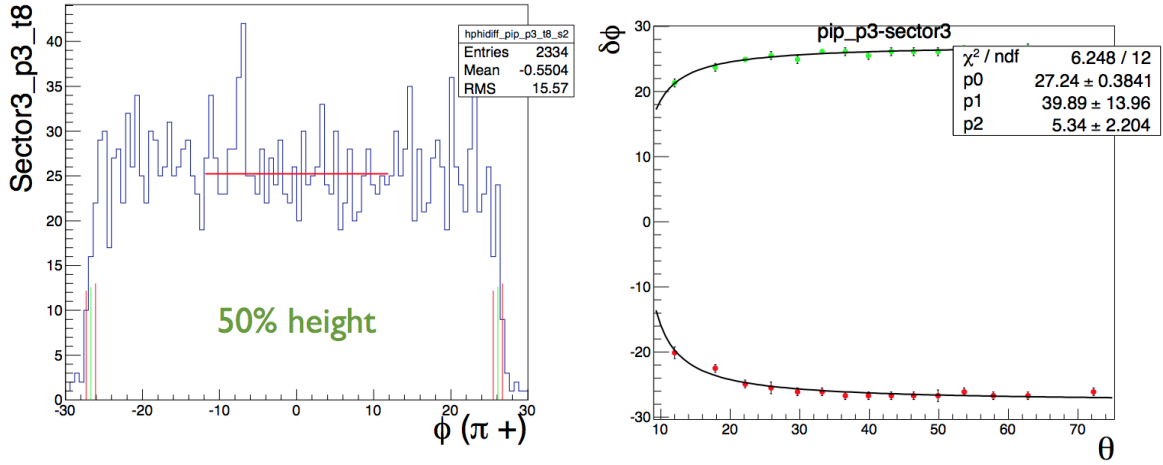 Sector3_p3_t8
hphidiff_pip_p3_t8_s2
Entries 2334
Mean -0.5504
RMS 15.57
40
35
30
25
20
15
10
5
0
50% height
-30 -20 -10 0 10 20 30
ϕ (π +)
pip_p3-sector3
δϕ
χ² / ndf 6.248 / 12
p0 27.24 ± 0.3841
p1 39.89 ± 13.96
p2 5.34 ± 2.204
30
20
10
0
-10
-20
-30
10 20 30 40 50 60 70
θ